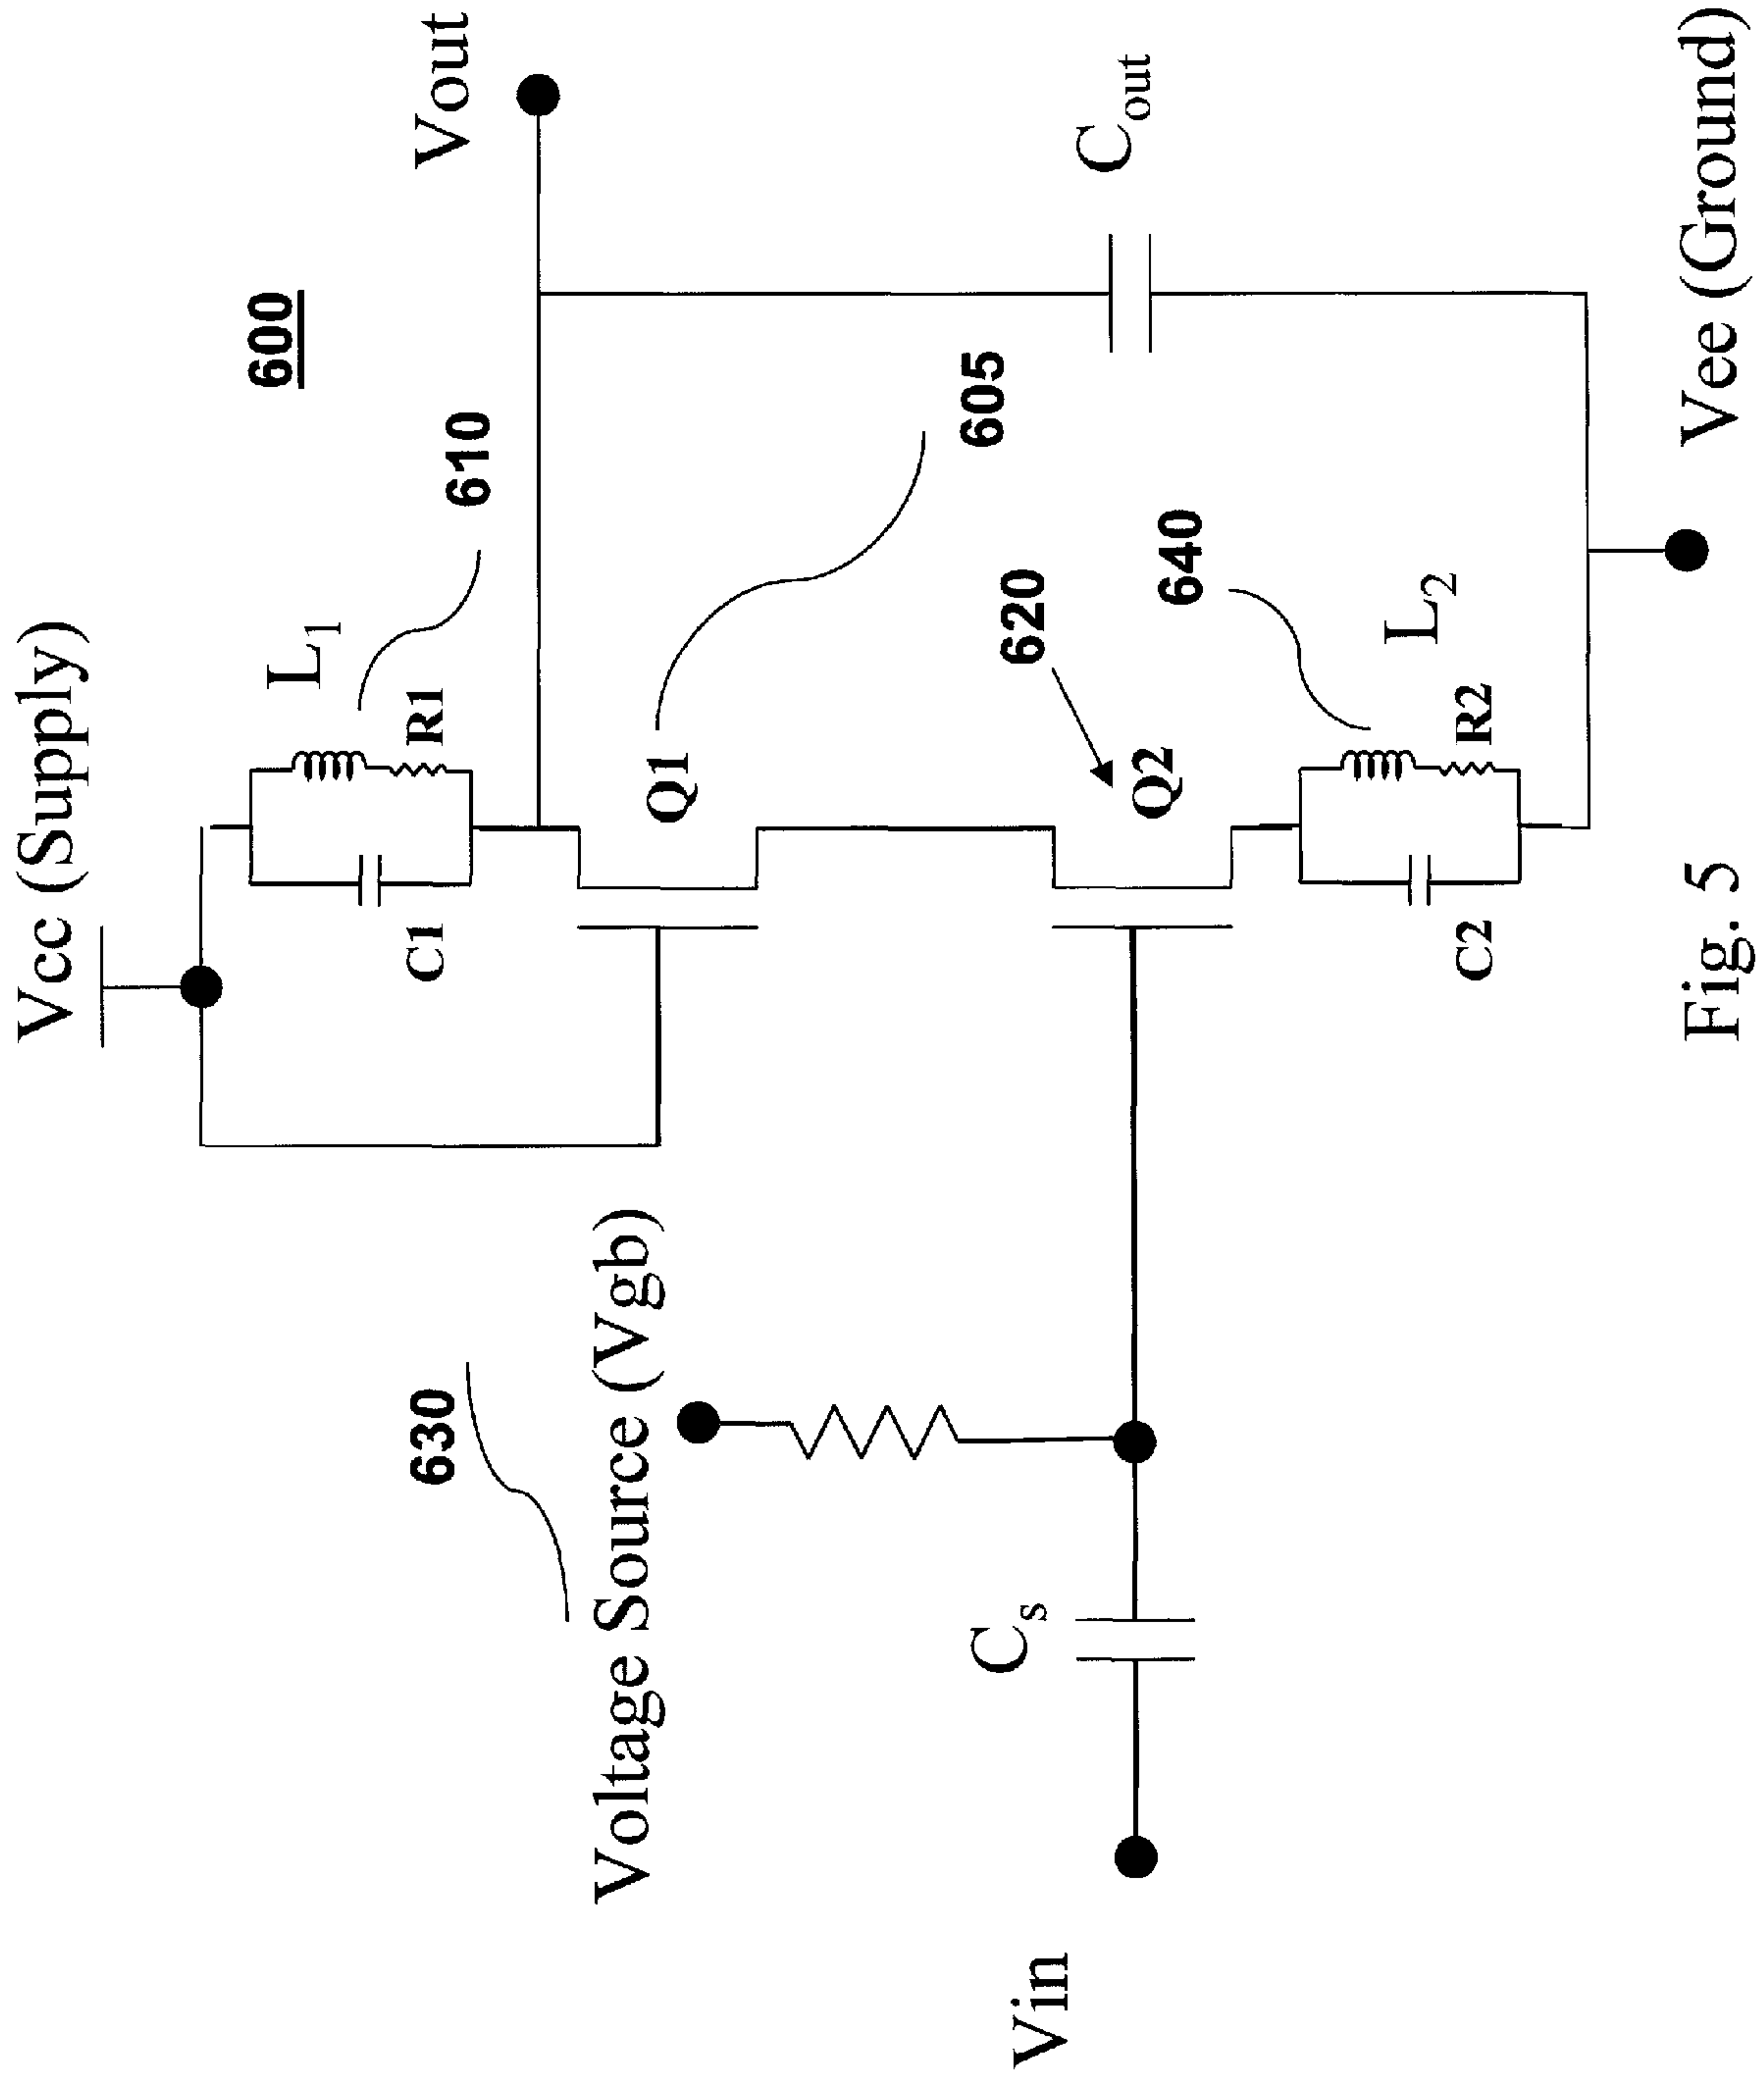 Vcc (Supply)
600
L1
610
C1
R1
Vout
630
Voltage Source (Vgb)
Q1
605
Cs
620
Cout
Vin
Q2
640
L2
C2
R2
Fig. 5
Vee (Ground)